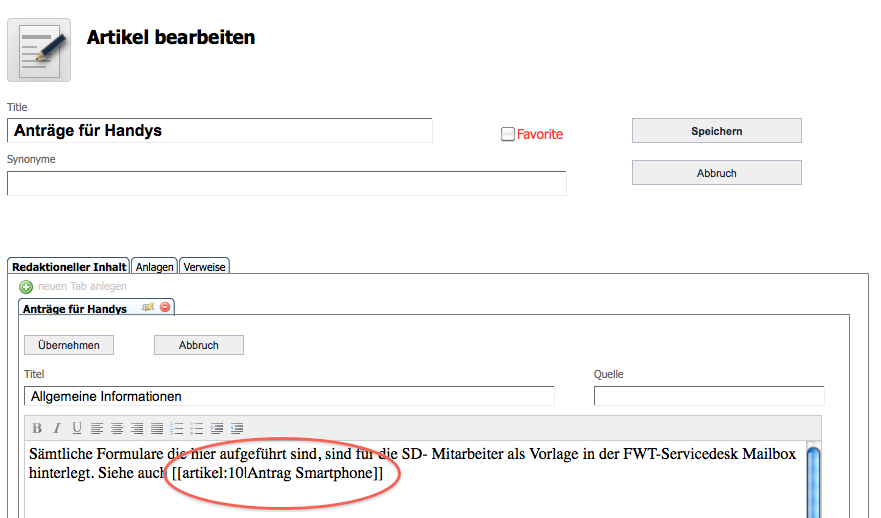 Artikel bearbeiten
Title
Anträge für Handys
Favorite
Speichern
Synonyme
Abbruch
Redaktioneller Inhalt Anlagen Verweise
neuen Tab anlegen
Anträge für Handys
Übernehmen Abbruch
Titel Quelle
Allgemeine Informationen
B I U
Sämtliche Formulare die hier aufgeführt sind, sind für die SD- Mitarbeiter als Vorlage in der FWT-Servicedesk Mailbox
hinterlegt. Siehe auch [[artikel:10|Antrag Smartphone]]